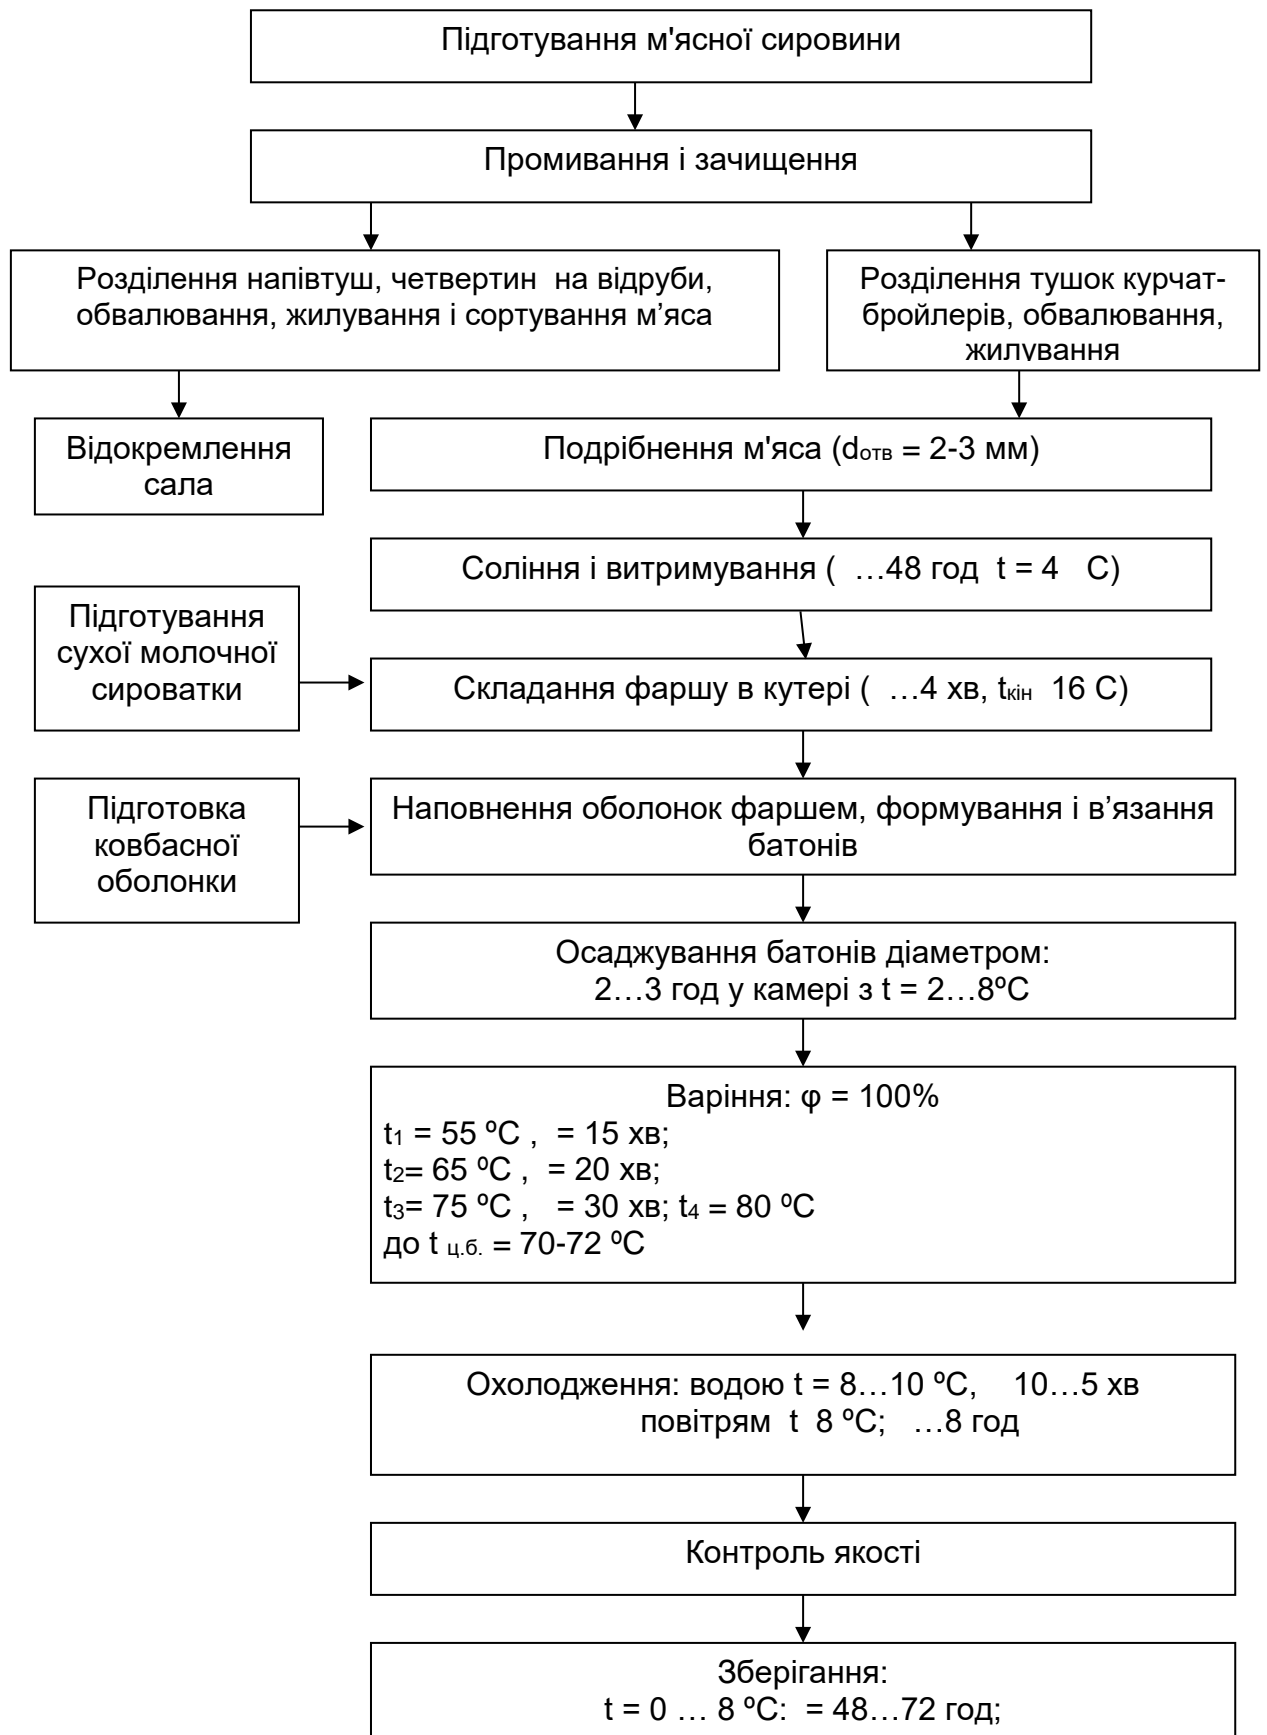 Підготування м'ясної сировини
Промивання і зачищення
Розділення напівтуш, четвертин на відруби,
обвалювання, жилування і сортування м’яса
Розділення тушок курчат-
бройлерів, обвалювання,
жилування
Відокремлення
сала
Подрібнення м'яса (dотв = 2-3 мм)
Соління і витримування ( …48 год t = 4 С)
Підготування
сухої молочної
сироватки
Складання фаршу в кутері ( …4 хв, tкін 16 С)
Підготовка
ковбасної
оболонки
Наповнення оболонок фаршем, формування і в’язання
батонів
Осаджування батонів діаметром:
2…3 год у камері з t = 2…8ºС
Варіння: φ = 100%
t1 = 55 ºС , = 15 хв;
t2= 65 ºС , = 20 хв;
t3= 75 ºС , = 30 хв; t4 = 80 ºС
до t ц.б. = 70-72 ºС
Охолодження: водою t = 8…10 ºС, 10…5 хв
повітрям t 8 ºС; …8 год
Контроль якості
Зберігання:
t = 0 … 8 ºС: = 48…72 год;